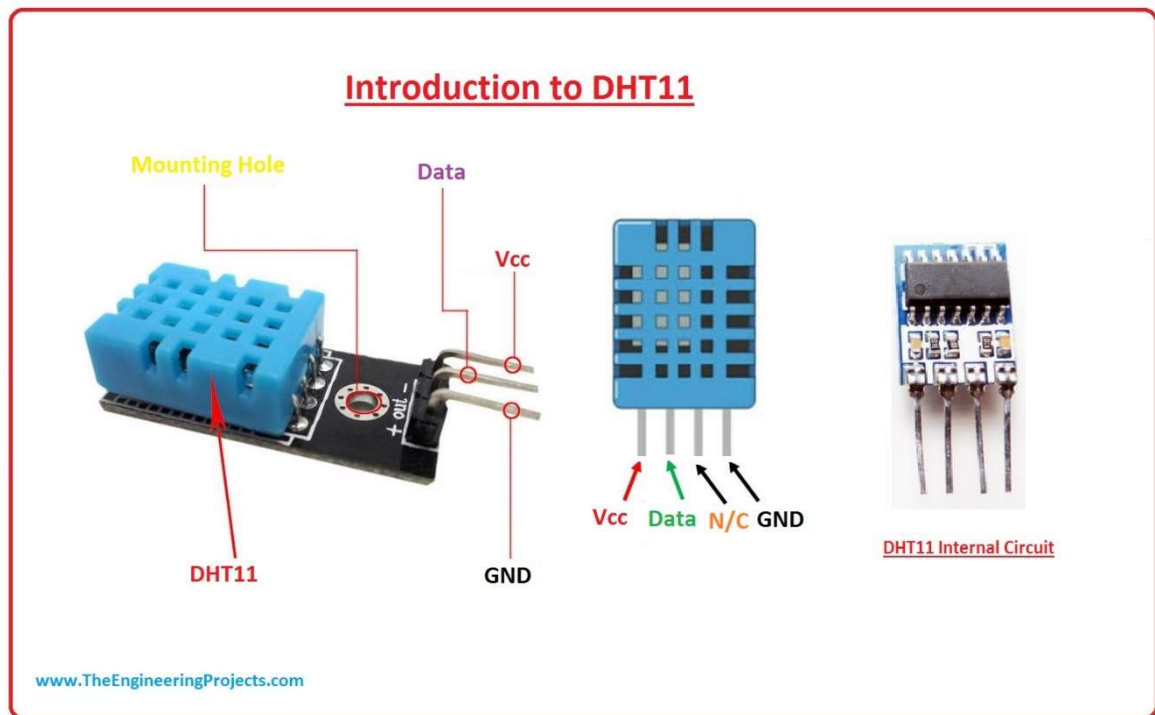 Introduction to DHT11
Mounting Hole
Data
Vcc
+ out -
DHT11
GND
Vcc Data N/C GND
DHT11 Internal Circuit
www.TheEngineeringProjects.com